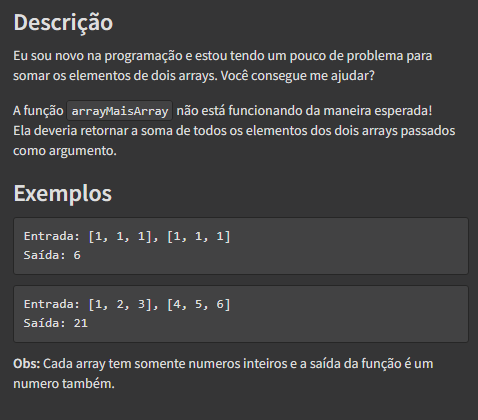 Descrição
Eu sou novo na programação e estou tendo um pouco de problema para
somar os elementos de dois arrays. Você consegue me ajudar?
A função arrayMaisArray não está funcionando da maneira esperada!
Ela deveria retornar a soma de todos os elementos dos dois arrays passados
como argumento.
Exemplos
Entrada: [1, 1, 1], [1, 1, 1]
Saída: 6
Entrada: [1, 2, 3], [4, 5, 6]
Saída: 21
Obs: Cada array tem somente numeros inteiros e a saída da função é um
numero também.